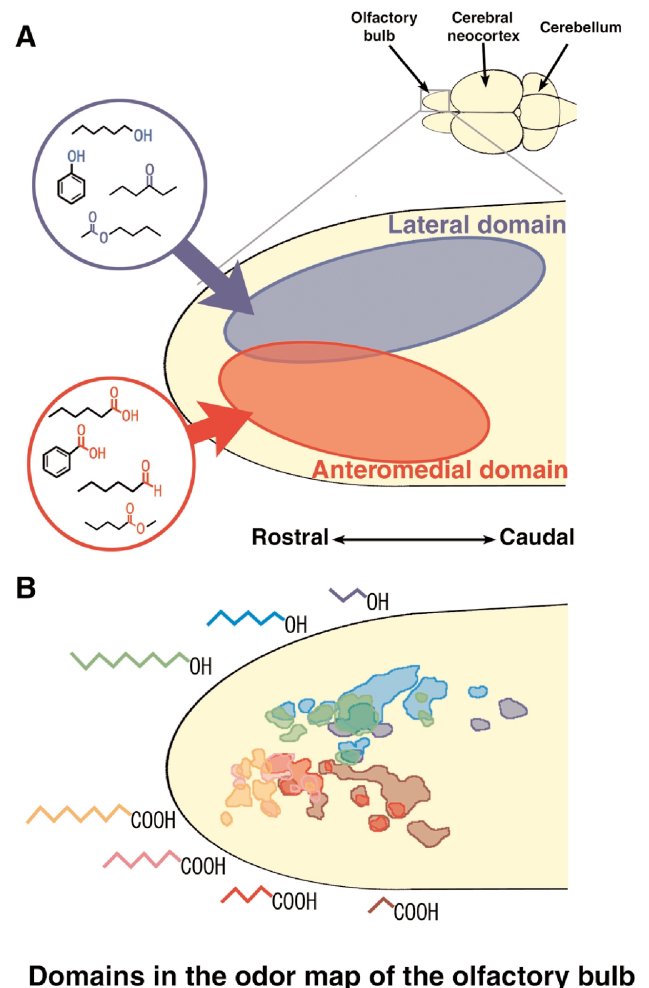 A
Olfactory
bulb
Cerebral
neocortex
Cerebellum
OH
OH
O
O
O
Lateral domain
O
OH
O
OH
O
H
O
O
Anteromedial domain
Rostral
Caudal
B
OH
OH
OH
COOH
COOH
COOH
COOH
Domains in the odor map of the olfactory bulb